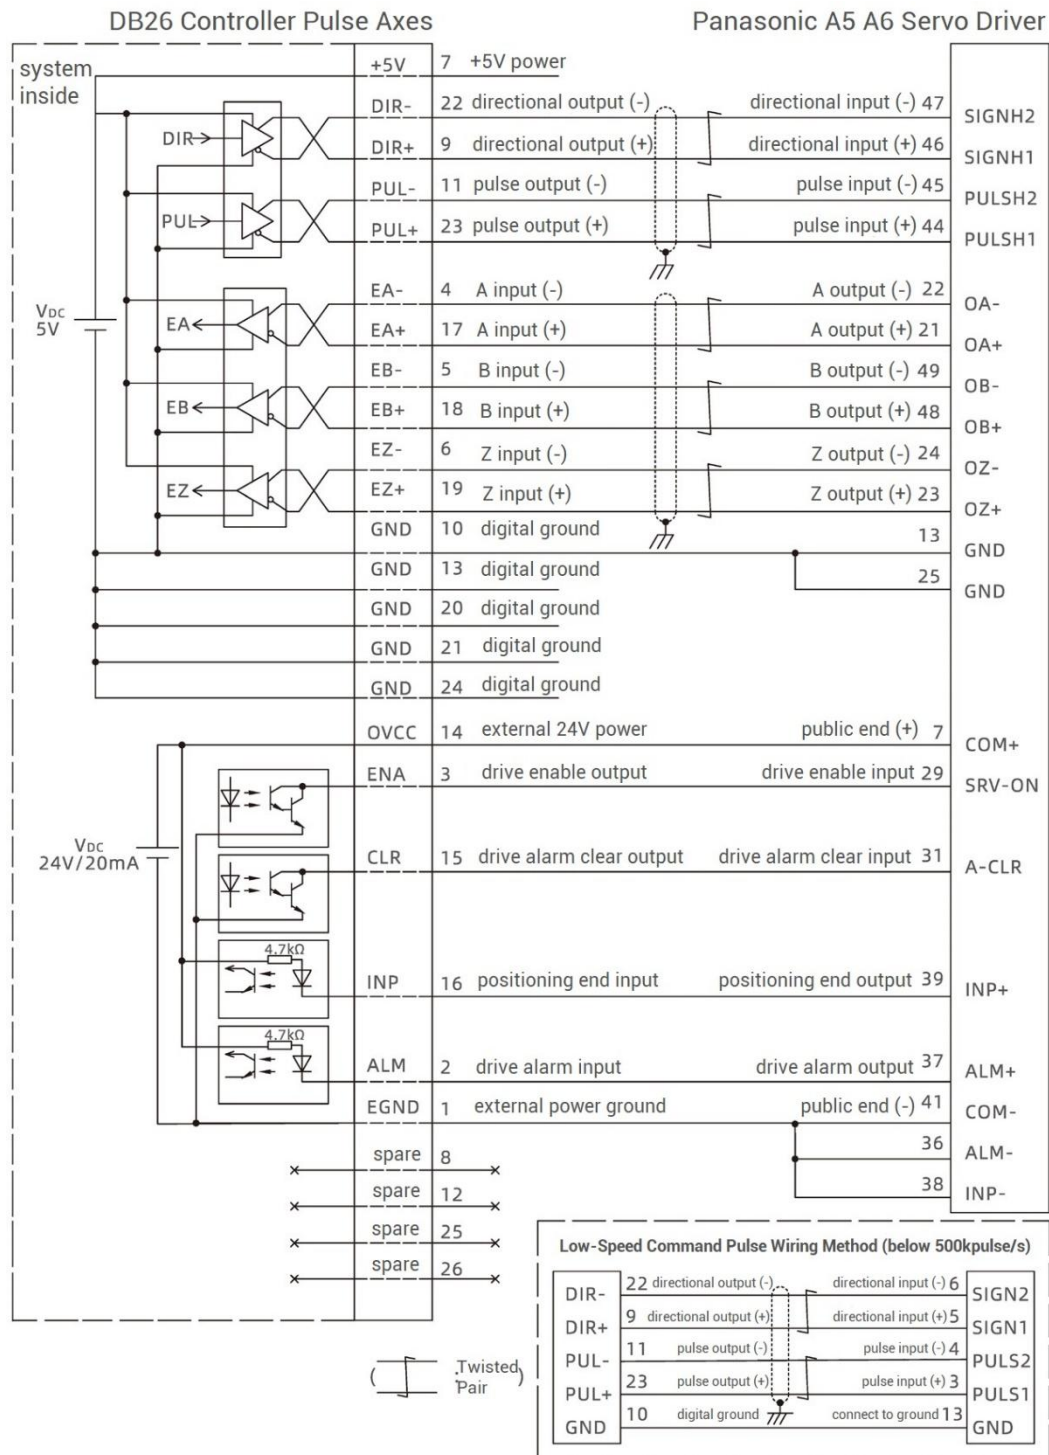 DB26 Controller Pulse Axes Panasonic A5 A6 Servo Driver
system
inside
+5V 7 +5V power
DIR- 22 directional output (-) directional input (-) 47 SIGNH2
DIR
DIR+ 9 directional output (+) directional input (+) 46 SIGNH1
PUL- 11 pulse output (-) pulse input (-) 45 PULSH2
PUL
PUL+ 23 pulse output (+) pulse input (+) 44 PULSH1
EA- 4 A input (-) A output (-) 22 OA-
VDC
5V
EA
EA+ 17 A input (+) A output (+) 21 OA+
EB- 5 B input (-) B output (-) 49 OB-
EB
EB+ 18 B input (+) B output (+) 48 OB+
EZ- 6 Z input (-) Z output (-) 24 OZ-
EZ
EZ+ 19 Z input (+) Z output (+) 23 OZ+
GND 10 digital ground 13 GND
GND 13 digital ground 25 GND
GND 20 digital ground
GND 21 digital ground
GND 24 digital ground
OVCC 14 external 24V power public end (+) 7 COM+
ENA 3 drive enable output drive enable input 29 SRV-ON
VDC
24V/20mA
CLR 15 drive alarm clear output drive alarm clear input 31 A-CLR
4.7kΩ
INP 16 positioning end input positioning end output 39 INP+
4.7kΩ
ALM 2 drive alarm input drive alarm output 37 ALM+
EGND 1 external power ground public end (-) 41 COM-
36 ALM-
38 INP-
spare 8
spare 12
spare 25
spare 26
Low-Speed Command Pulse Wiring Method (below 500kpulse/s)
DIR- 22 directional output (-) directional input (-) 6 SIGN2
DIR+ 9 directional output (+) directional input (+) 5 SIGN1
PUL- 11 pulse output (-) pulse input (-) 4 PULS2
PUL+ 23 pulse output (+) pulse input (+) 3 PULS1
GND 10 digital ground connect to ground 13 GND
( Twisted )
Pair